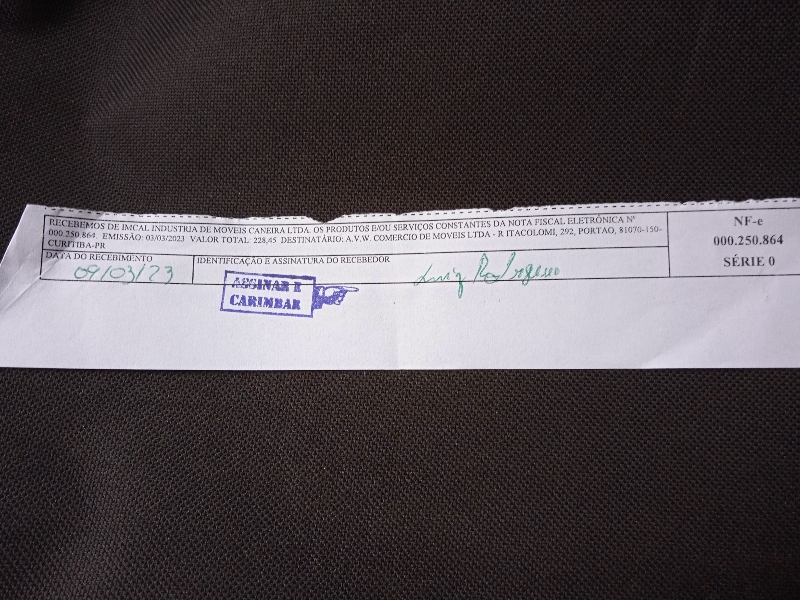 RECEBEMOS DE IMCAL INDUSTRIA DE MOVEIS CANEIRA LTDA. OS PRODUTOS E/OU SERVIÇOS CONSTANTES DA NOTA FISCAL ELETRÔNICA Nº
000.250.864. EMISSÃO: 03/03/2023 VALOR TOTAL: 228,45 DESTINATÁRIO: A.V.W. COMERCIO DE MOVEIS LTDA - R ITACOLOMI, 292, PORTAO, 81070-150-
CURITIBA-PR
NF-e
000.250.864
SÉRIE 0
DATA DO RECEBIMENTO
09/03/23
IDENTIFICAÇÃO E ASSINATURA DO RECEBEDOR
Luiz
ASSINAR E
CARIMBAR